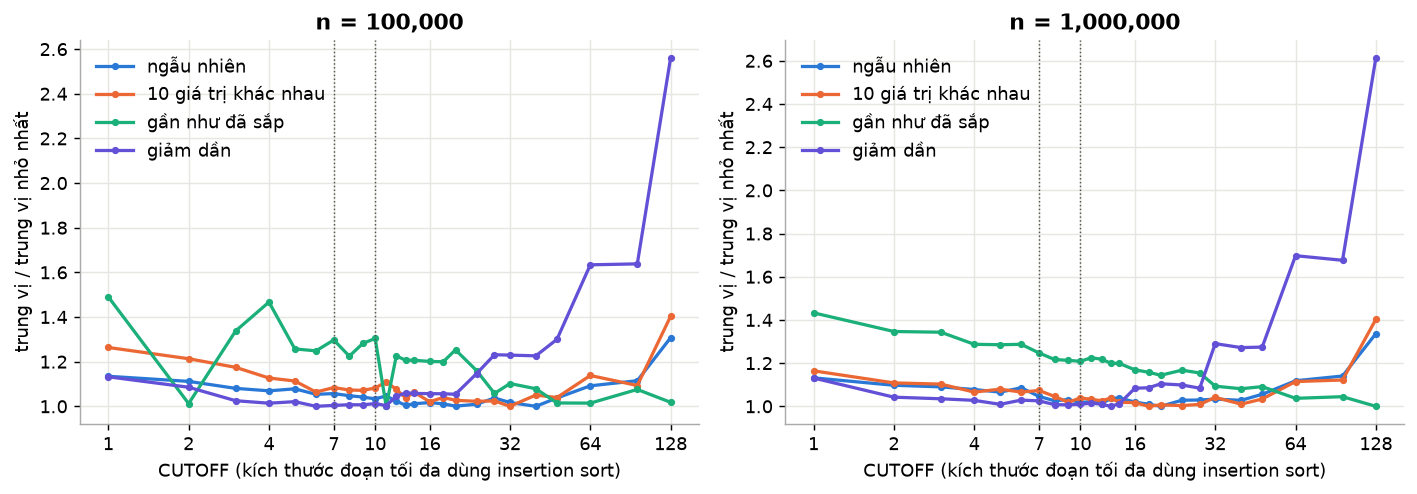 n = 100,000
trung vị / trung vị nhỏ nhất
2.6
2.4
2.2
2.0
1.8
1.6
1.4
1.2
1.0
ngẫu nhiên
10 giá trị khác nhau
gần như đã sắp
giảm dần
1 2 4 7 10 16 32 64 128
CUTOFF (kích thước đoạn tối đa dùng insertion sort)
n = 1,000,000
trung vị / trung vị nhỏ nhất
2.6
2.4
2.2
2.0
1.8
1.6
1.4
1.2
1.0
ngẫu nhiên
10 giá trị khác nhau
gần như đã sắp
giảm dần
1 2 4 7 10 16 32 64 128
CUTOFF (kích thước đoạn tối đa dùng insertion sort)